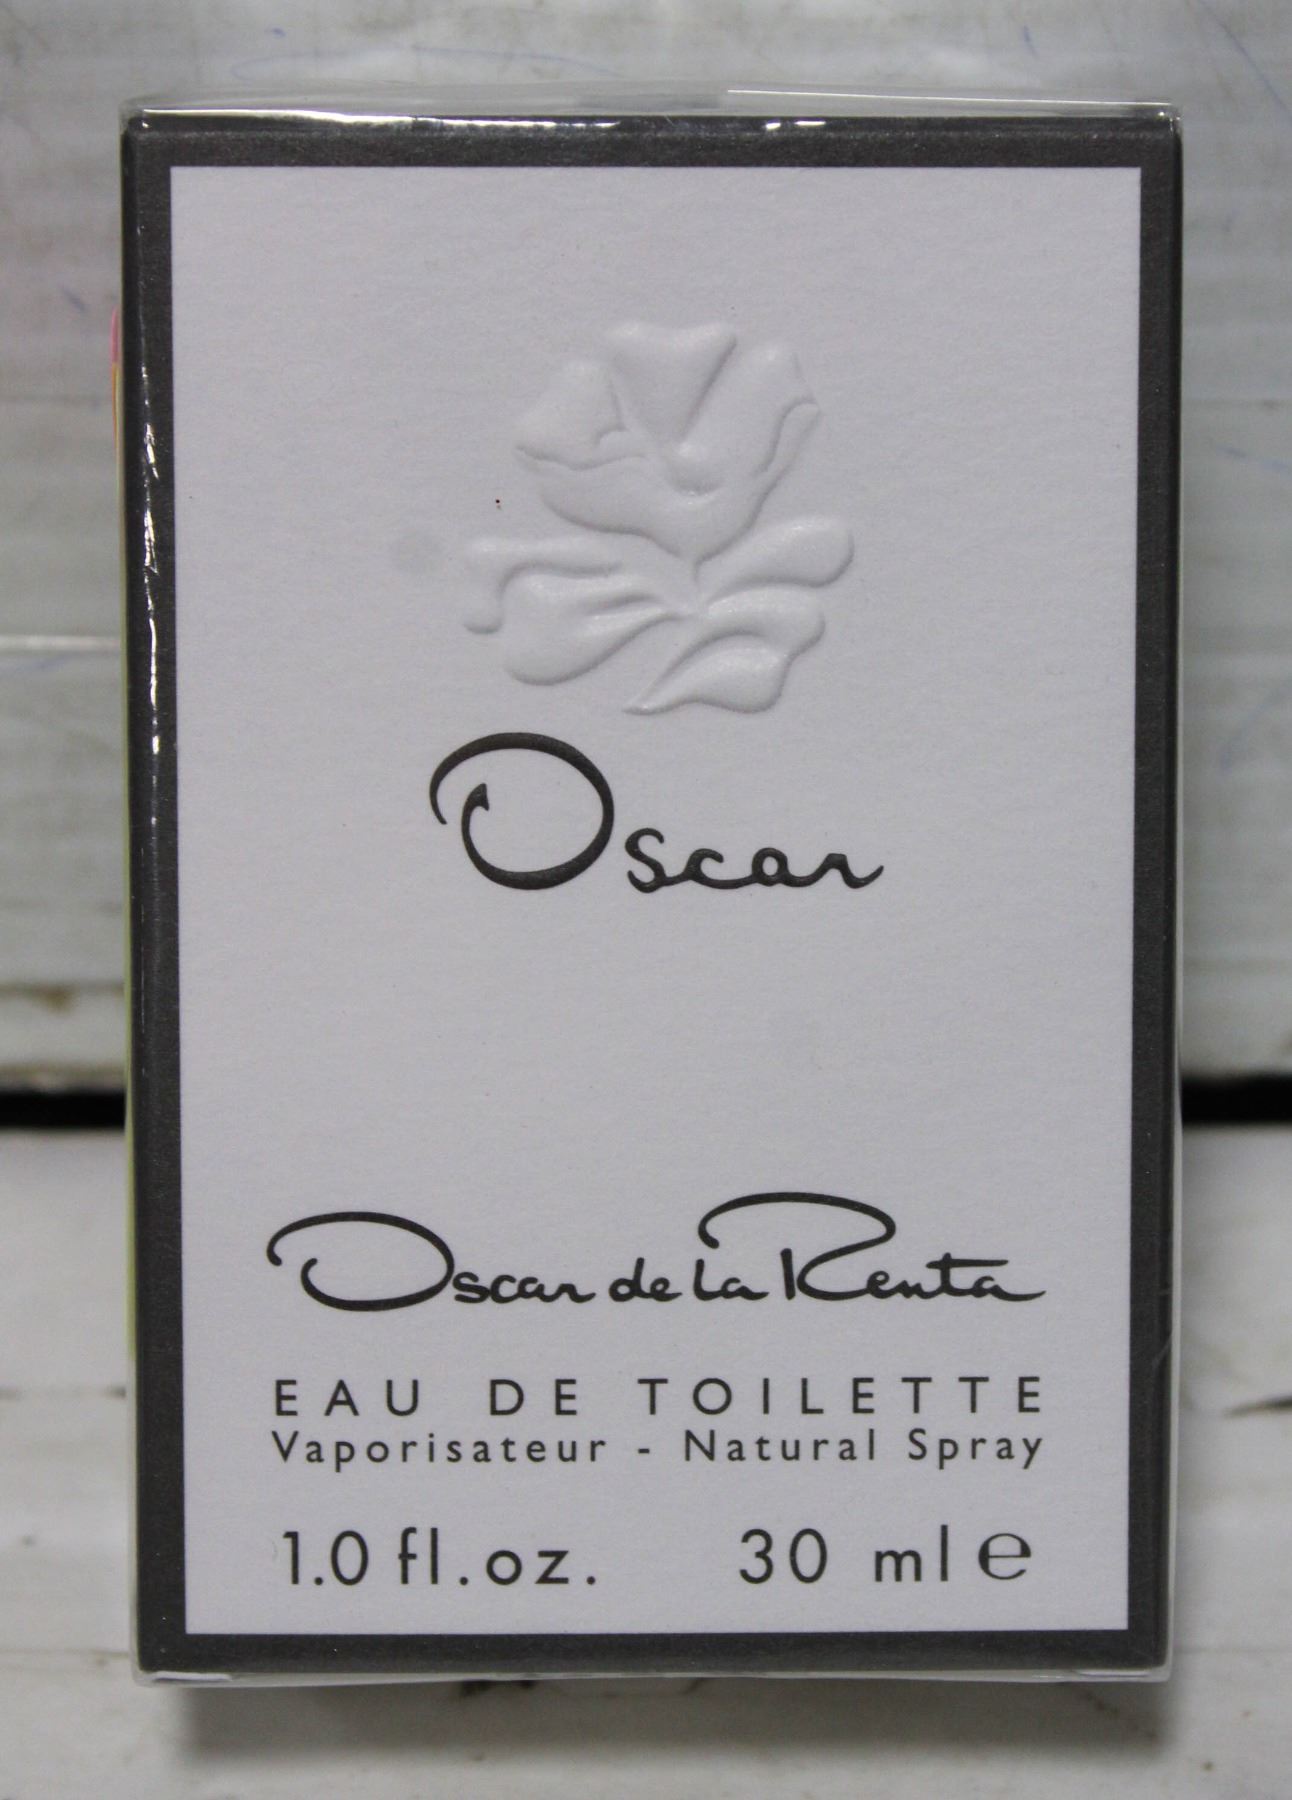 Oscar
Oscar de la Renta
EAU DE TOILETTE
Vaporisateur - Natural Spray
1.0 fl.oz. 30 ml e